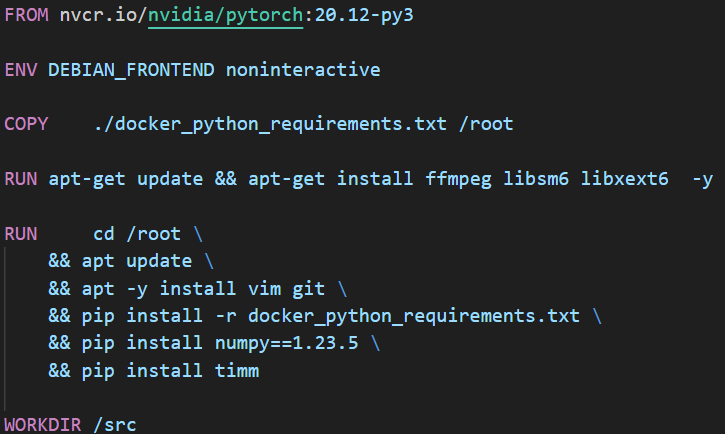 FROM nvcr.io/nvidia/pytorch:20.12-py3
ENV DEBIAN_FRONTEND noninteractive
COPY    ./docker_python_requirements.txt /root
RUN apt-get update && apt-get install ffmpeg libsm6 libxext6  -y
RUN     cd /root \
    && apt update \
    && apt -y install vim git \
    && pip install -r docker_python_requirements.txt \
    && pip install numpy==1.23.5 \
    && pip install timm
WORKDIR /src